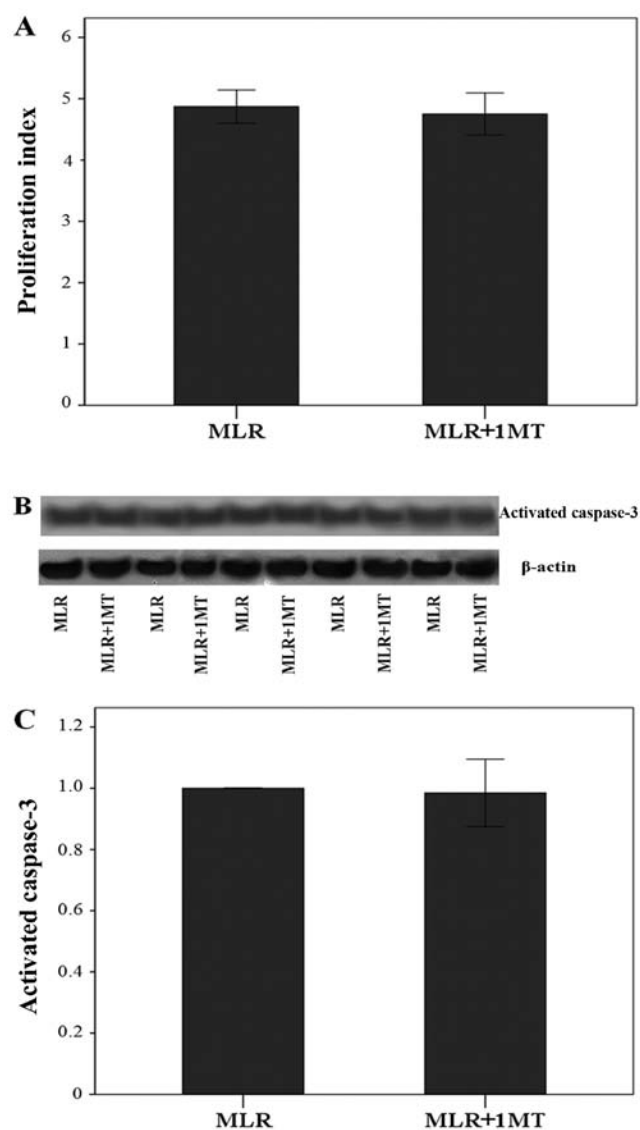 A
Proliferation index
6
5
4
3
2
1
0
MLR
MLR+1MT
B
Activated caspase-3
β-actin
MLR
MLR+1MT
MLR
MLR+1MT
MLR
MLR+1MT
MLR
MLR+1MT
MLR
MLR+1MT
C
Activated caspase-3
1.2
1.0
0.8
0.6
0.4
0.2
0
MLR
MLR+1MT